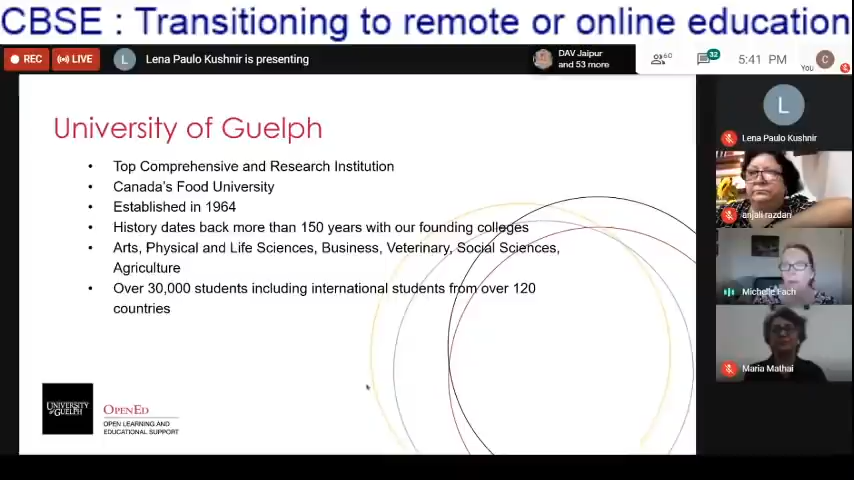 CBSE : Transitioning to remote or online education
REC
LIVE
L
Lena Paulo Kushnir is presenting
DAV Jaipur
and 53 more
60
32
5:41 PM
You
C
University of Guelph
• Top Comprehensive and Research Institution
• Canada's Food University
• Established in 1964
• History dates back more than 150 years with our founding colleges
• Arts, Physical and Life Sciences, Business, Veterinary, Social Sciences,
Agriculture
• Over 30,000 students including international students from over 120
countries
UNIVERSITY
OF GUELPH
OPENED
OPEN LEARNING AND
EDUCATIONAL SUPPORT
L
Lena Paulo Kushnir
anjali razdan
Michelle Fach
Maria Mathai